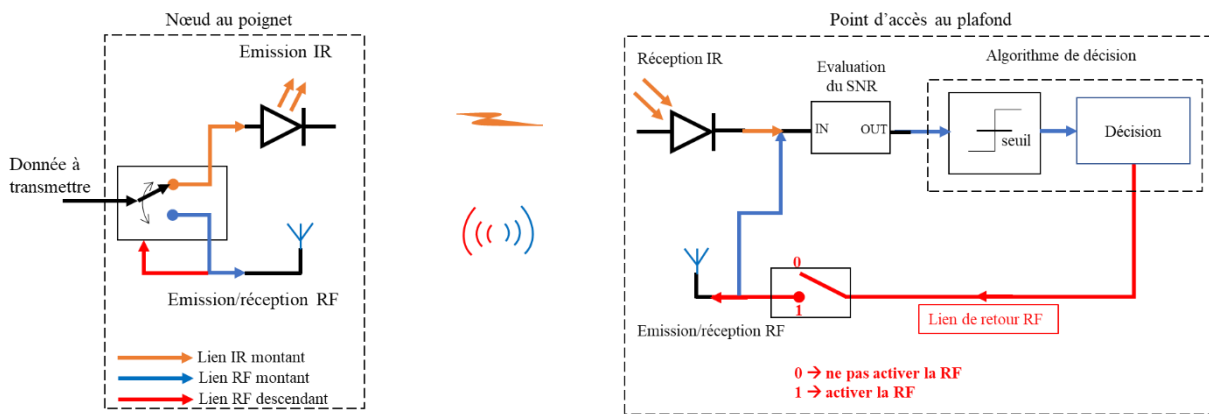 Nœud au poignet
Emission IR
Donnée à
transmettre
Emission/réception RF
Lien IR montant
Lien RF montant
Lien RF descendant
Point d'accès au plafond
Réception IR
Evaluation
du SNR
IN OUT
Algorithme de décision
seuil
Décision
0
1
Emission/réception RF
Lien de retour RF
0 → ne pas activer la RF
1 → activer la RF